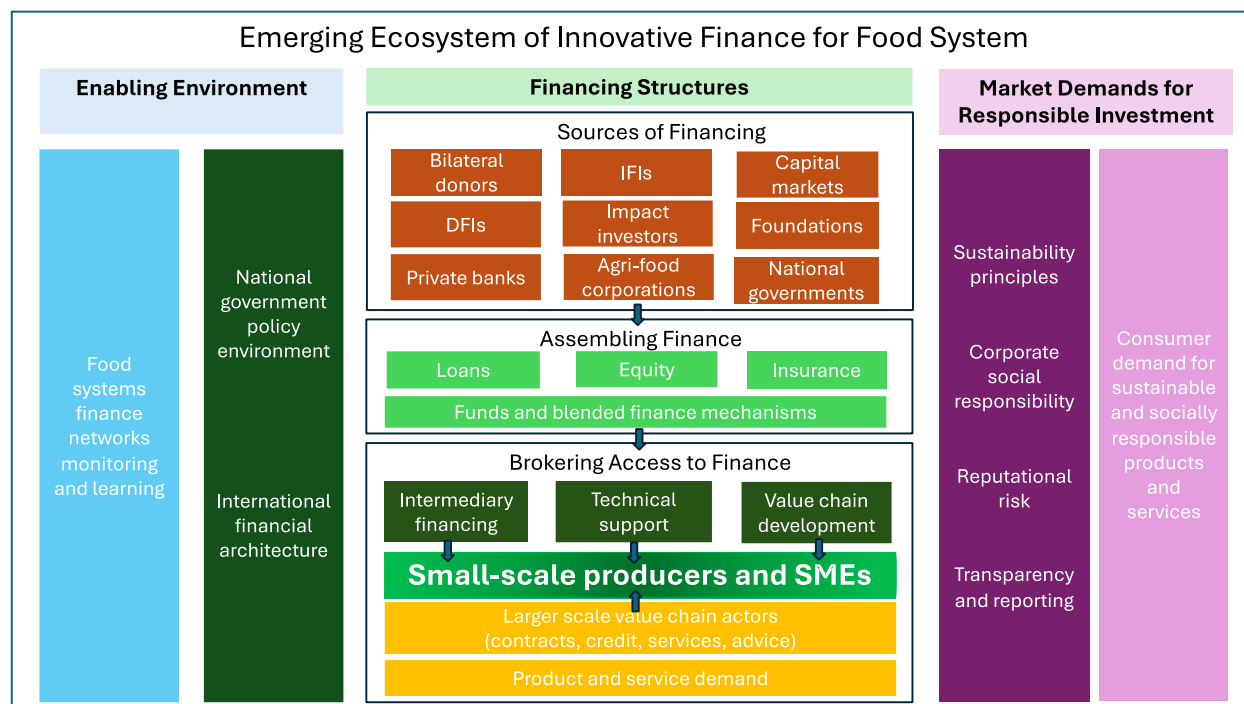 Emerging Ecosystem of Innovative Finance for Food System
Enabling Environment
Food
systems
finance
networks
monitoring
and learning
National
government
policy
environment
International
financial
architecture
Financing Structures
Sources of Financing
Bilateral
donors
IFIs
Capital
markets
DFIs
Impact
investors
Foundations
Private banks
Agri-food
corporations
National
governments
Assembling Finance
Loans
Equity
Insurance
Funds and blended finance mechanisms
Brokering Access to Finance
Intermediary
financing
Technical
support
Value chain
development
Small-scale producers and SMEs
Larger scale value chain actors
(contracts, credit, services, advice)
Product and service demand
Market Demands for
Responsible Investment
Sustainability
principles
Corporate
social
responsibility
Reputational
risk
Transparency
and reporting
Consumer
demand for
sustainable
and socially
responsible
products
and
services